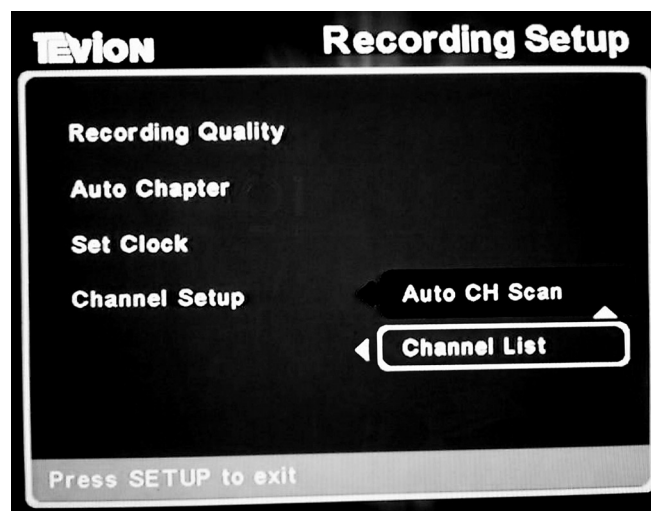 TEVION
Recording Setup
Recording Quality
Auto Chapter
Set Clock
Channel Setup
Auto CH Scan
Channel List
Press SETUP to exit